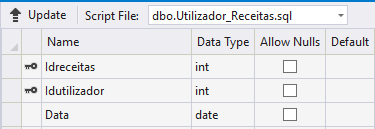 Update Script File: dbo.Utilizador_Receitas.sql
Name Data Type Allow Nulls Default
Idreceitas int
Idutilizador int
Data date